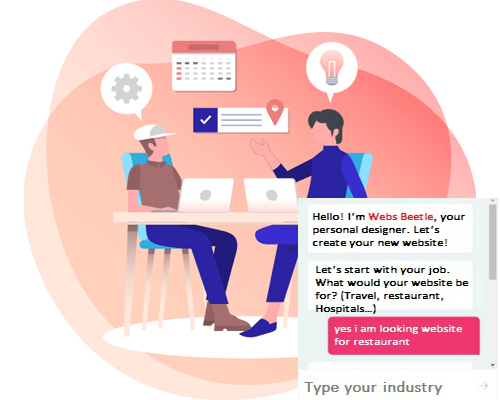 Hello! I’m Webs Beetle, your
personal designer. Let’s
create your new website!
Let’s start with your job.
What would your website be
for? (Travel, restaurant,
Hospitals...)
yes i am looking website
for restaurant
Type your industry